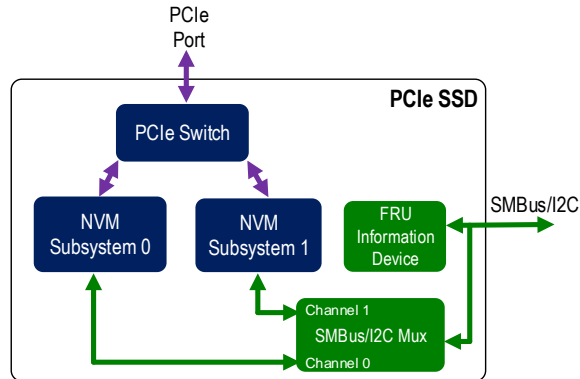 PCIe
Port
PCIe SSD
PCIe Switch
NVM
Subsystem 0
NVM
Subsystem 1
FRU
Information
Device
SMBus/I2C
Channel 1
SMBus/I2C Mux
Channel 0